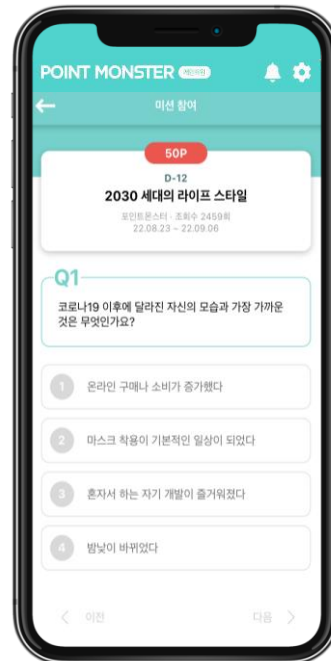 POINT MONSTER
미션 참여
50P
D-12
2030 세대의 라이프 스타일
포인트몬스터 · 조회수 2459회
22.08.23 ~ 22.09.06
Q1
코로나19 이후에 달라진 자신의 모습과 가장 가까운
것은 무엇인가요?
1 온라인 구매나 소비가 증가했다
2 마스크 착용이 기본적인 일상이 되었다
3 혼자서 하는 자기 개발이 즐거워졌다
4 밤낮이 바뀌었다
이전 다음